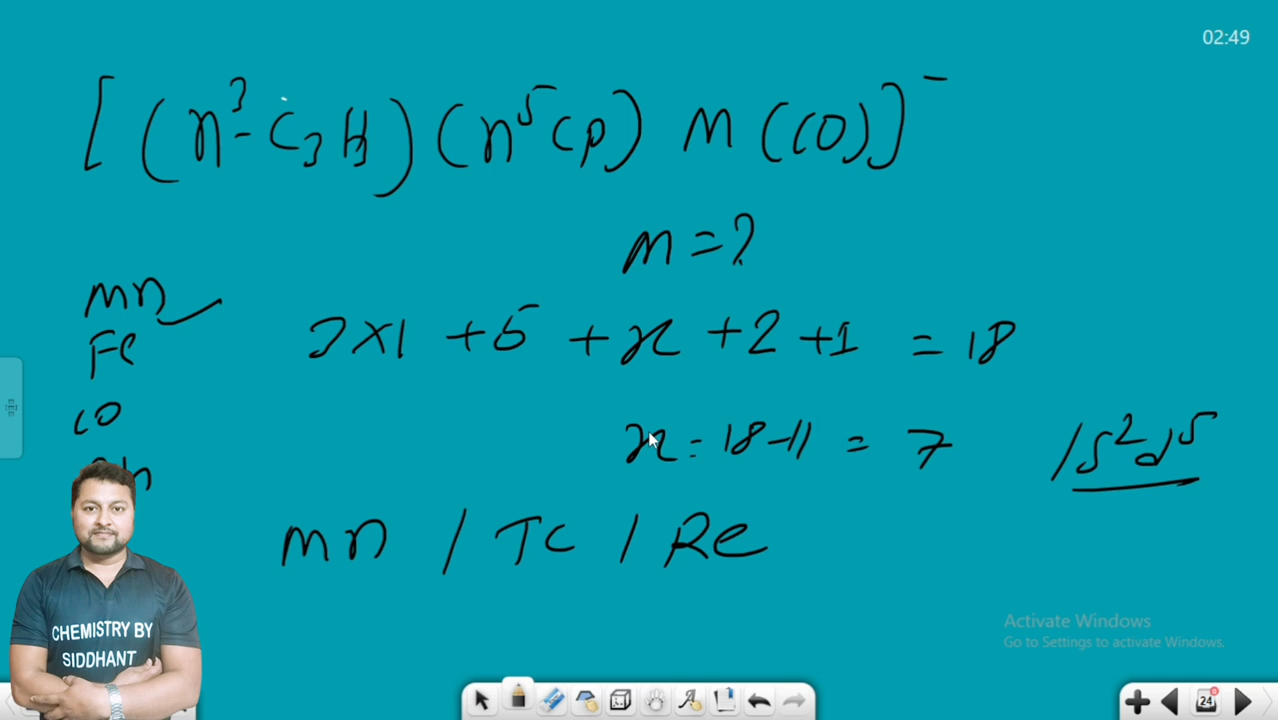 02:49
[(η³-C₃H₅)(η⁵Cp) M(CO)]⁻
M = ?
Mn
Fe
Co
3×1 + 5 + x + 2 + 1 = 18
x = 18 - 11 = 7 / s²d⁵
Mn / Tc / Re
CHEMISTRY BY
SIDDHANT
Activate Windows
Go to Settings to activate Windows.
24